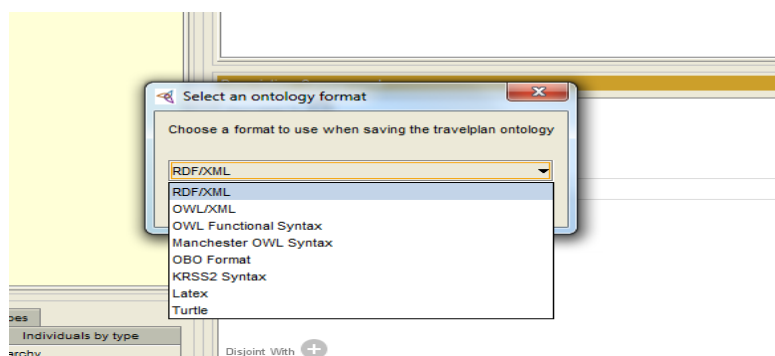 Select an ontology format
Choose a format to use when saving the travelplan ontology
RDF/XML
RDF/XML
OWL/XML
OWL Functional Syntax
Manchester OWL Syntax
OBO Format
KRSS2 Syntax
Latex
Turtle
Individuals by type
Disjoint With